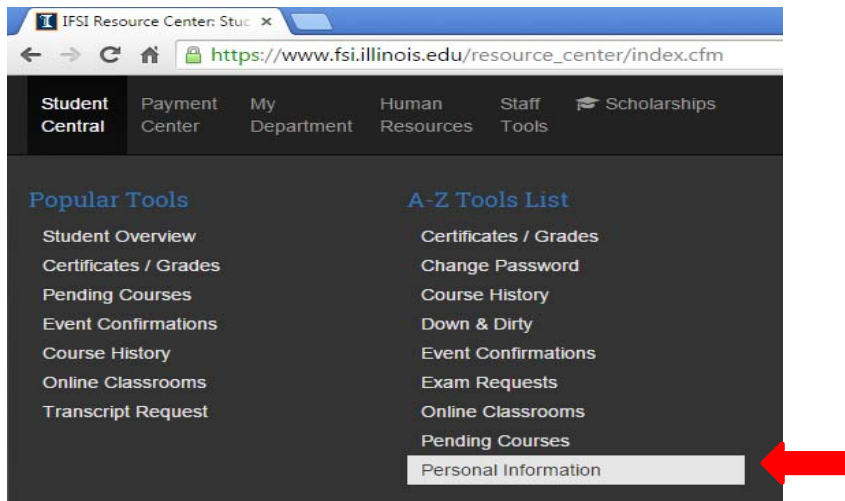 IFSI Resource Center: Stuc
https://www.fsi.illinois.edu/resource_center/index.cfm
Student Central
Payment Center
My Department
Human Resources
Staff Tools
Scholarships
Popular Tools
Student Overview
Certificates / Grades
Pending Courses
Event Confirmations
Course History
Online Classrooms
Transcript Request
A-Z Tools List
Certificates / Grades
Change Password
Course History
Down & Dirty
Event Confirmations
Exam Requests
Online Classrooms
Pending Courses
Personal Information